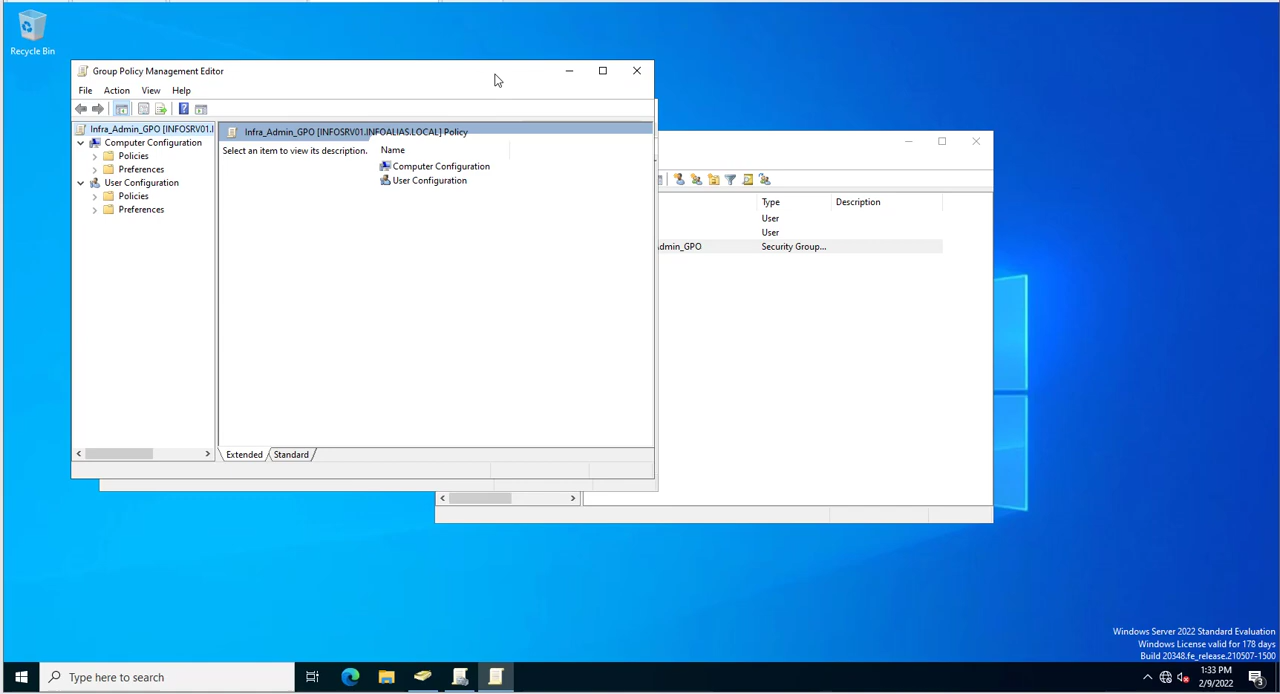 Recycle Bin
Group Policy Management Editor
File Action View Help
Infra_Admin_GPO [INFOSRV01.I
Computer Configuration
Policies
Preferences
User Configuration
Policies
Preferences
Infra_Admin_GPO [INFOSRV01.INFOALIAS.LOCAL] Policy
Select an item to view its description.
Name
Computer Configuration
User Configuration
Extended Standard
Type Description
User
User
dmin_GPO Security Group...
Windows Server 2022 Standard Evaluation
Windows License valid for 178 days
Build 20348.fe_release.210507-1500
Type here to search
1:33 PM
2/9/2022
3